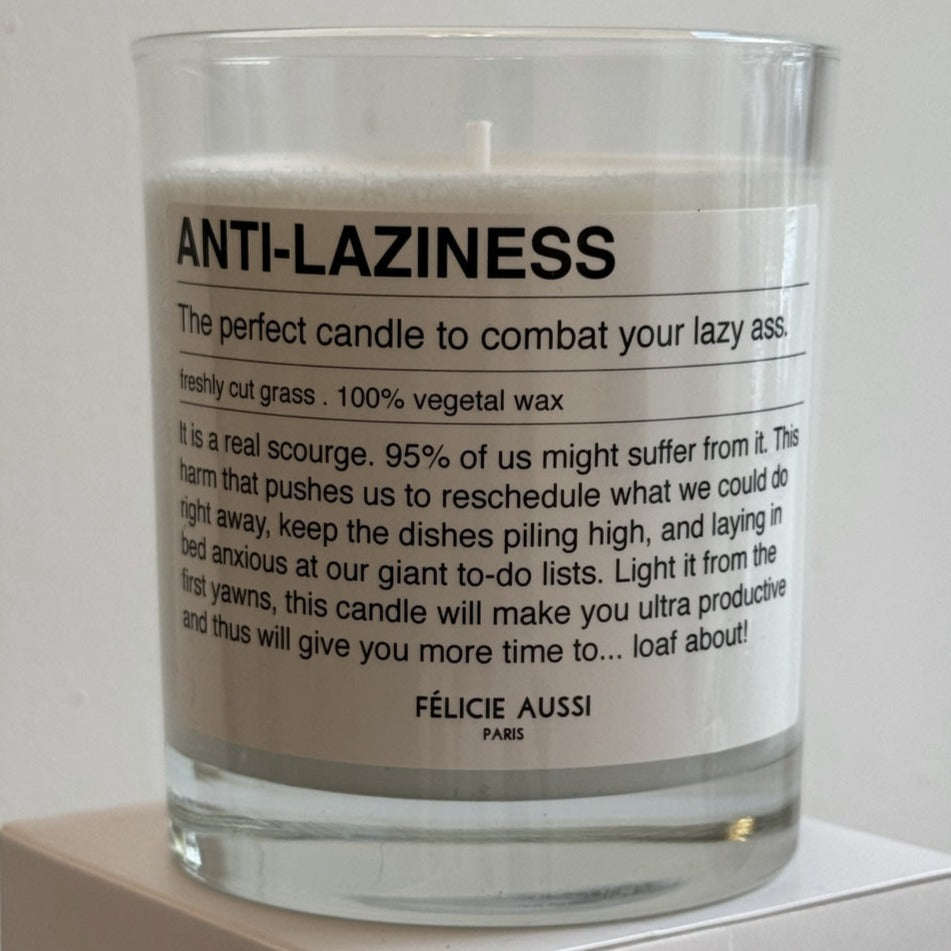 ANTI-LAZINESS
The perfect candle to combat your lazy ass.
freshly cut grass . 100% vegetal wax
It is a real scourge. 95% of us might suffer from it. This
harm that pushes us to reschedule what we could do
right away, keep the dishes piling high, and laying in
bed anxious at our giant to-do lists. Light it from the
first yawns, this candle will make you ultra productive
and thus will give you more time to... loaf about!
FÉLICIE AUSSI
PARIS